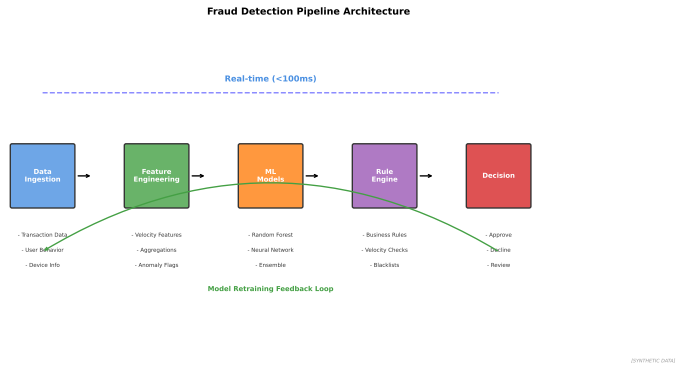 Fraud Detection Pipeline Architecture
Real-time (<100ms)
Data
Ingestion
Feature
Engineering
ML
Models
Rule
Engine
Decision
- Transaction Data
- User Behavior
- Device Info
- Velocity Features
- Aggregations
- Anomaly Flags
- Random Forest
- Neural Network
- Ensemble
- Business Rules
- Velocity Checks
- Blacklists
- Approve
- Decline
- Review
Model Retraining Feedback Loop
[SYNTHETIC DATA]